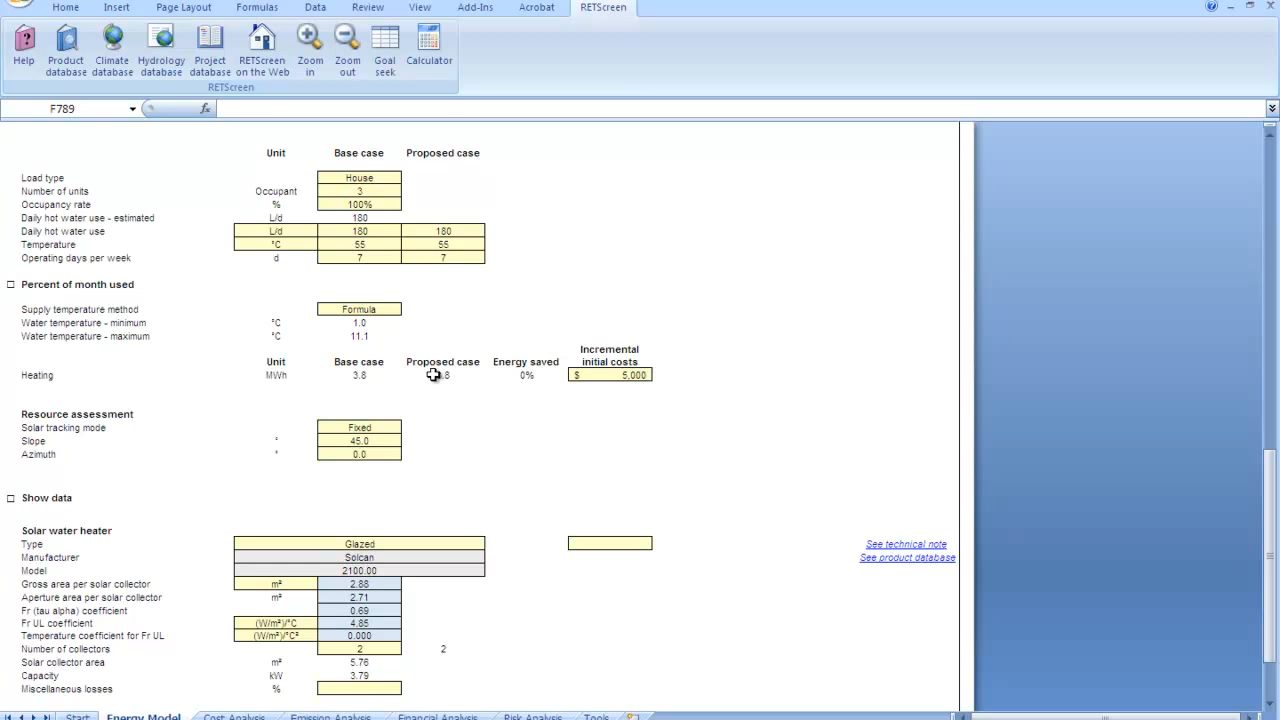 Home Insert Page Layout Formulas Data Review View Add-Ins Acrobat RETScreen
Help Product database Climate database Hydrology database Project database RETScreen on the Web Zoom in Zoom out Goal seek Calculator
RETScreen
F789 fx
Unit Base case Proposed case
Load type House
Number of units Occupant 3
Occupancy rate % 100%
Daily hot water use - estimated L/d 180
Daily hot water use L/d 180 180
Temperature °C 55 55
Operating days per week d 7 7
Percent of month used
Supply temperature method Formula
Water temperature - minimum °C 1.0
Water temperature - maximum °C 11.1
Incremental
Unit Base case Proposed case Energy saved initial costs
Heating MWh 3.8 .8 0% $ 5,000
Resource assessment
Solar tracking mode Fixed
Slope ° 45.0
Azimuth ° 0.0
Show data
Solar water heater
Type Glazed See technical note
Manufacturer Solcan See product database
Model 2100.00
Gross area per solar collector m² 2.88
Aperture area per solar collector m² 2.71
Fr (tau alpha) coefficient 0.69
Fr UL coefficient (W/m²)/°C 4.85
Temperature coefficient for Fr UL (W/m²)/°C² 0.000
Number of collectors 2 2
Solar collector area m² 5.76
Capacity kW 3.79
Miscellaneous losses %
Start Energy Model Cost Analysis Emission Analysis Financial Analysis Risk Analysis Tools